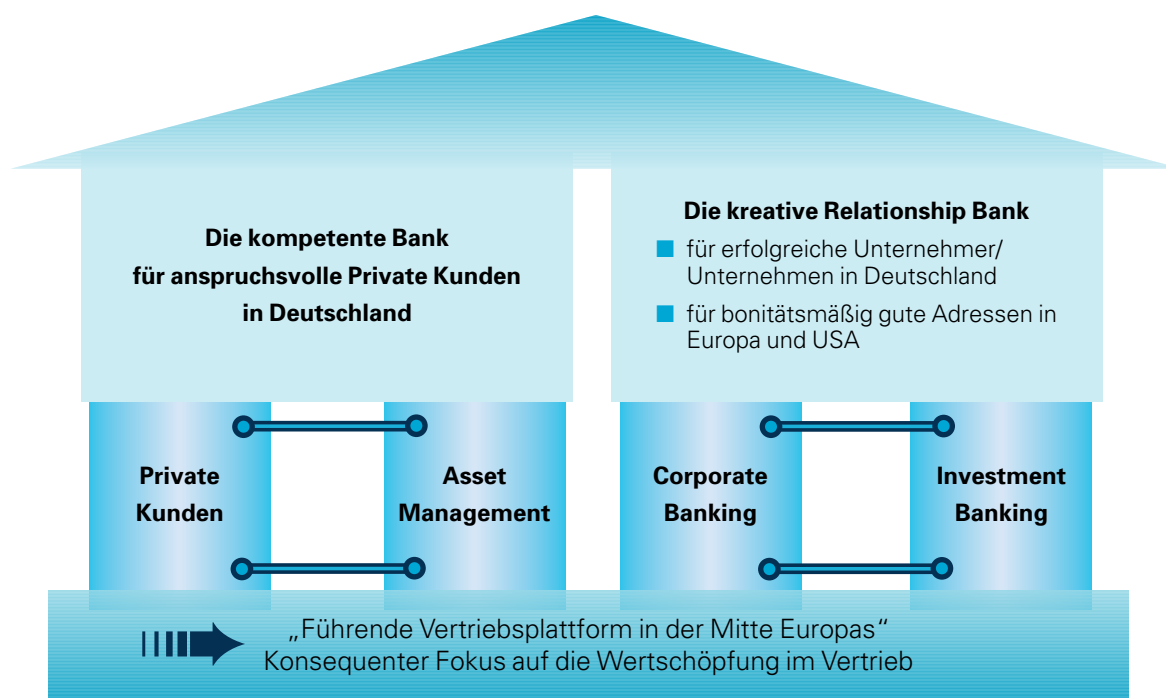 Die kompetente Bank
für anspruchsvolle Private Kunden
in Deutschland
Die kreative Relationship Bank
für erfolgreiche Unternehmer/
Unternehmen in Deutschland
für bonitätsmäßig gute Adressen in
Europa und USA
Private
Kunden
Asset
Management
Corporate
Banking
Investment
Banking
„Führende Vertriebsplattform in der Mitte Europas“
Konsequenter Fokus auf die Wertschöpfung im Vertrieb